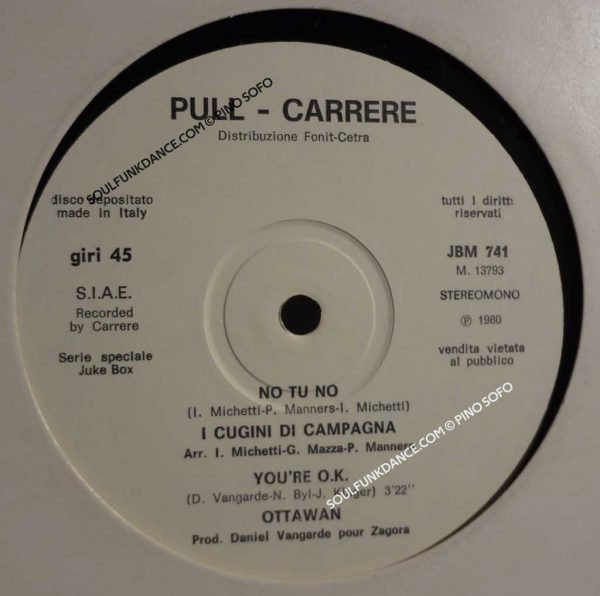 PULL - CARRERE
Distribuzione Fonit-Cetra
disco depositato
made in Italy
giri 45
S.I.A.E.
Recorded
by Carrere
Serie speciale
Juke Box
tutti I diritti
riservati
JBM 741
M. 13793
STEREOMONO
℗ 1980
vendita vietata
al pubblico
NO TU NO
(I. Michetti-P. Manners-I. Michetti)
I CUGINI DI CAMPAGNA
Arr. I. Michetti-G. Mazza-P. Manners
YOU'RE O.K.
(D. Vangarde-N. Byl-J. Kluger) 3'22"
OTTAWAN
Prod. Daniel Vangarde pour Zagora
SOULFUNKDANCE.COM © PINO SOFO
SOULFUNKDANCE.COM © PINO SOFO